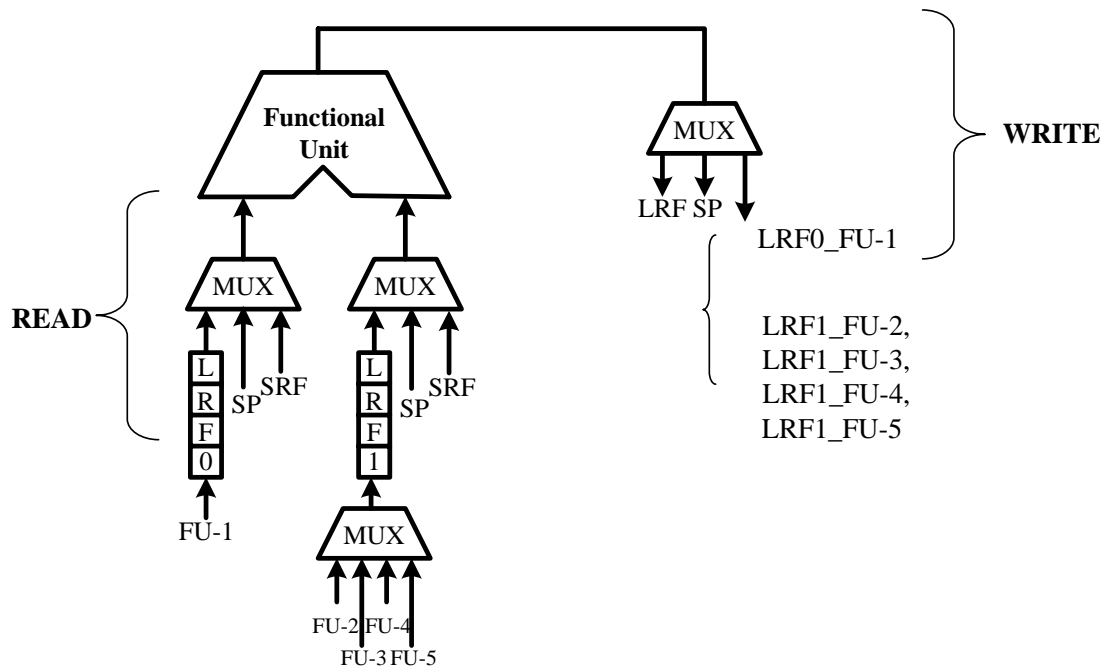 Functional
Unit
MUX
WRITE
LRF SP
LRF0_FU-1
MUX
MUX
READ
LRF1_FU-2,
LRF1_FU-3,
LRF1_FU-4,
LRF1_FU-5
L
R
F
0
SP
SRF
L
R
F
1
SP
SRF
FU-1
MUX
FU-2
FU-4
FU-3
FU-5